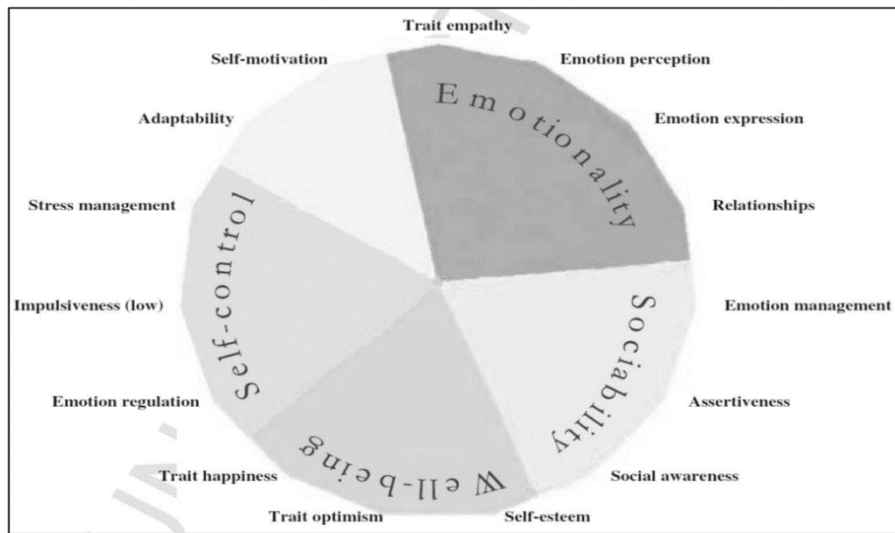 Trait empathy
Self-motivation
Emotion perception
Adaptability
Emotion expression
Stress management
Relationships
Impulsiveness (low)
Emotion management
Emotion regulation
Assertiveness
Trait happiness
Social awareness
Trait optimism
Self-esteem
Emotionality
Sociability
Well-being
Self-control